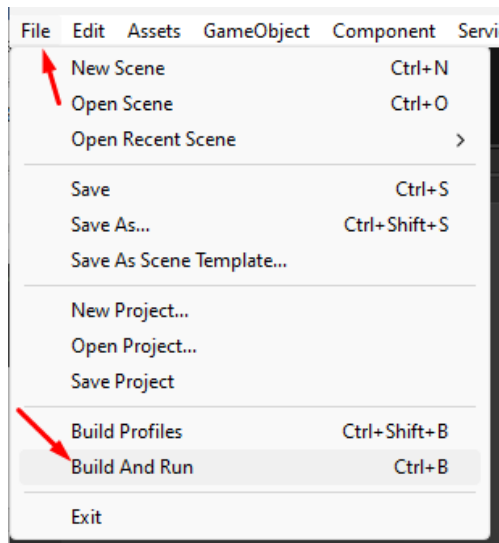 File Edit Assets GameObject Component Servi
New Scene Ctrl+N
Open Scene Ctrl+O
Open Recent Scene >
Save Ctrl+S
Save As... Ctrl+Shift+S
Save As Scene Template...
New Project...
Open Project...
Save Project
Build Profiles Ctrl+Shift+B
Build And Run Ctrl+B
Exit